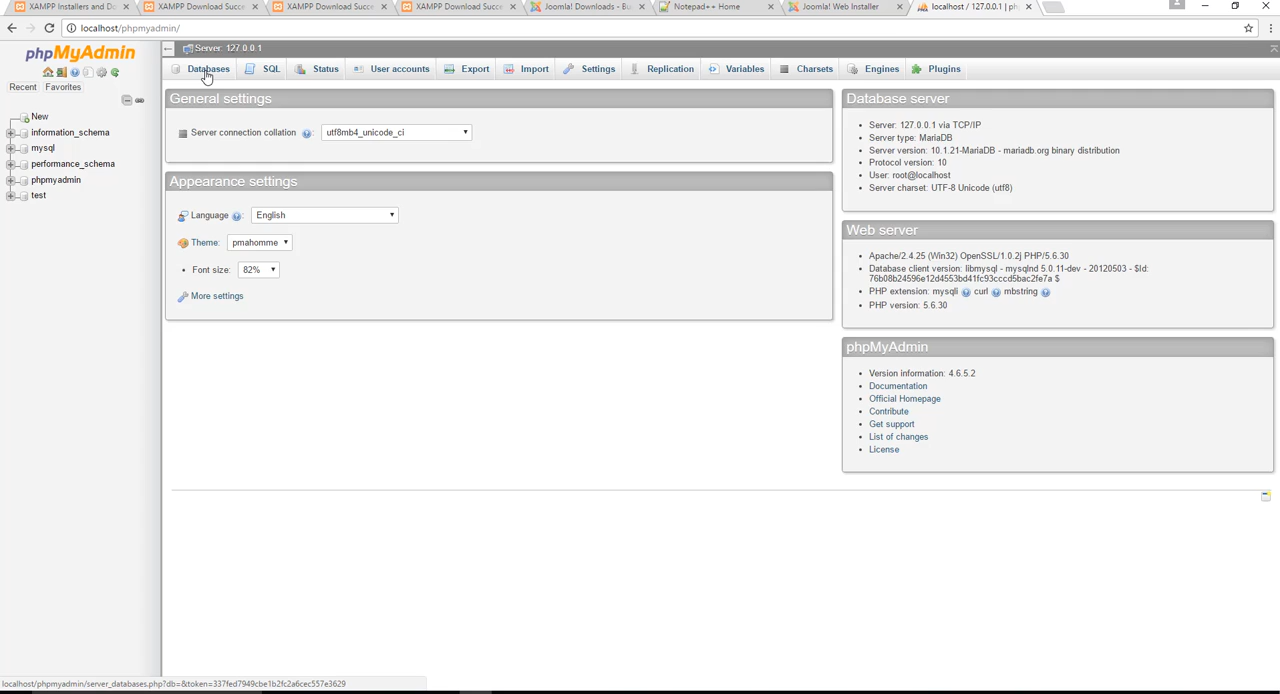 XAMPP Installers and Do
XAMPP Download Succe
XAMPP Download Succe
XAMPP Download Succe
Joomla! Downloads - Bu
Notepad++ Home
Joomla! Web Installer
localhost / 127.0.0.1 | ph
localhost/phpmyadmin/
phpMyAdmin
Recent Favorites
New
information_schema
mysql
performance_schema
phpmyadmin
test
Server: 127.0.0.1
Databases SQL Status User accounts Export Import Settings Replication Variables Charsets Engines Plugins
General settings
Server connection collation : utf8mb4_unicode_ci
Appearance settings
Language : English
Theme: pmahomme
• Font size: 82%
More settings
Database server
• Server: 127.0.0.1 via TCP/IP
• Server type: MariaDB
• Server version: 10.1.21-MariaDB - mariadb.org binary distribution
• Protocol version: 10
• User: root@localhost
• Server charset: UTF-8 Unicode (utf8)
Web server
• Apache/2.4.25 (Win32) OpenSSL/1.0.2j PHP/5.6.30
• Database client version: libmysql - mysqlnd 5.0.11-dev - 20120503 - $Id:
76b08b24596e12d4553bd41fc93cccd5bac2fe7a $
• PHP extension: mysqli curl mbstring
• PHP version: 5.6.30
phpMyAdmin
• Version information: 4.6.5.2
• Documentation
• Official Homepage
• Contribute
• Get support
• List of changes
• License
localhost/phpmyadmin/server_databases.php?db=&token=337fed7949cbe1b2fc2a6cec557e3629